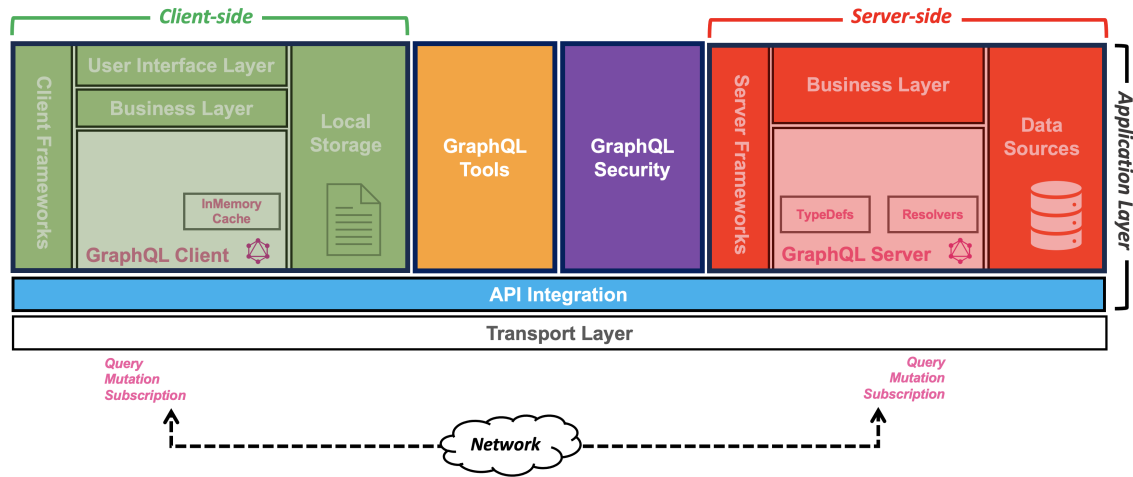 Client-side
Server-side
Client Frameworks
User Interface Layer
Business Layer
InMemory
Cache
GraphQL Client
Local
Storage
GraphQL
Tools
GraphQL
Security
Server Frameworks
Business Layer
TypeDefs
Resolvers
GraphQL Server
Data
Sources
Application Layer
API Integration
Transport Layer
Query
Mutation
Subscription
Query
Mutation
Subscription
Network